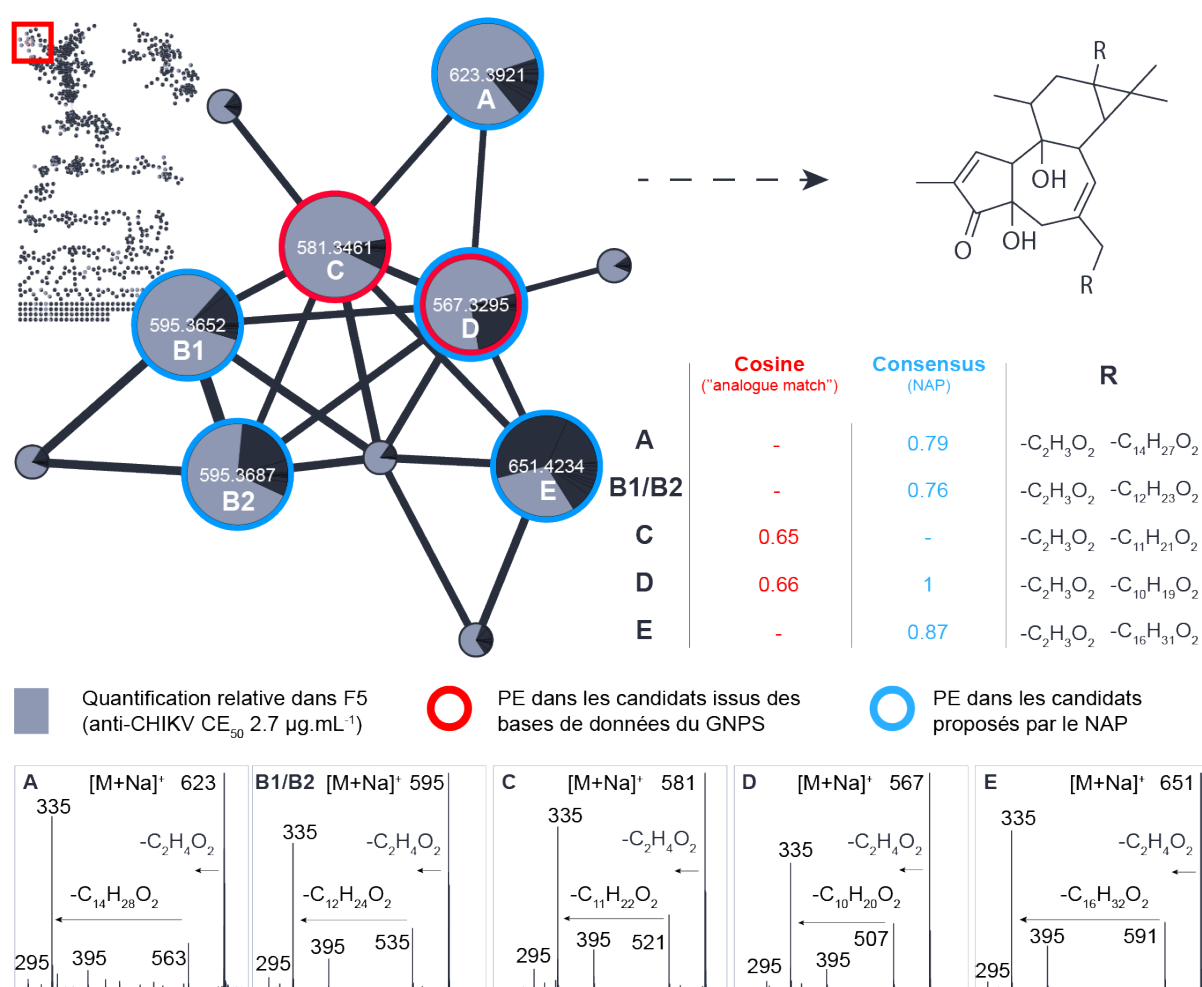 623.3921
A
581.3461
C
567.3295
D
595.3652
B1
595.3687
B2
651.4234
E
R
OH
OH
O
R
Cosine Consensus R
("analogue match") (NAP)
A - 0.79 -C₂H₃O₂ -C₁₄H₂₇O₂
B1/B2 - 0.76 -C₂H₃O₂ -C₁₂H₂₃O₂
C 0.65 - -C₂H₃O₂ -C₁₁H₂₁O₂
D 0.66 1 -C₂H₃O₂ -C₁₀H₁₉O₂
E - 0.87 -C₂H₃O₂ -C₁₆H₃₁O₂
Quantification relative dans F5
(anti-CHIKV CE₅₀ 2.7 µg.mL⁻¹)
PE dans les candidats issus des
bases de données du GNPS
PE dans les candidats
proposés par le NAP
A [M+Na]⁺ 623
335
-C₂H₄O₂
-C₁₄H₂₈O₂
295 395 563
B1/B2 [M+Na]⁺ 595
335
-C₂H₄O₂
-C₁₂H₂₄O₂
295 395 535
C [M+Na]⁺ 581
335
-C₂H₄O₂
-C₁₁H₂₂O₂
295 395 521
D [M+Na]⁺ 567
335
-C₂H₄O₂
-C₁₀H₂₀O₂
295 395 507
E [M+Na]⁺ 651
335
-C₂H₄O₂
-C₁₆H₃₂O₂
295 395 591